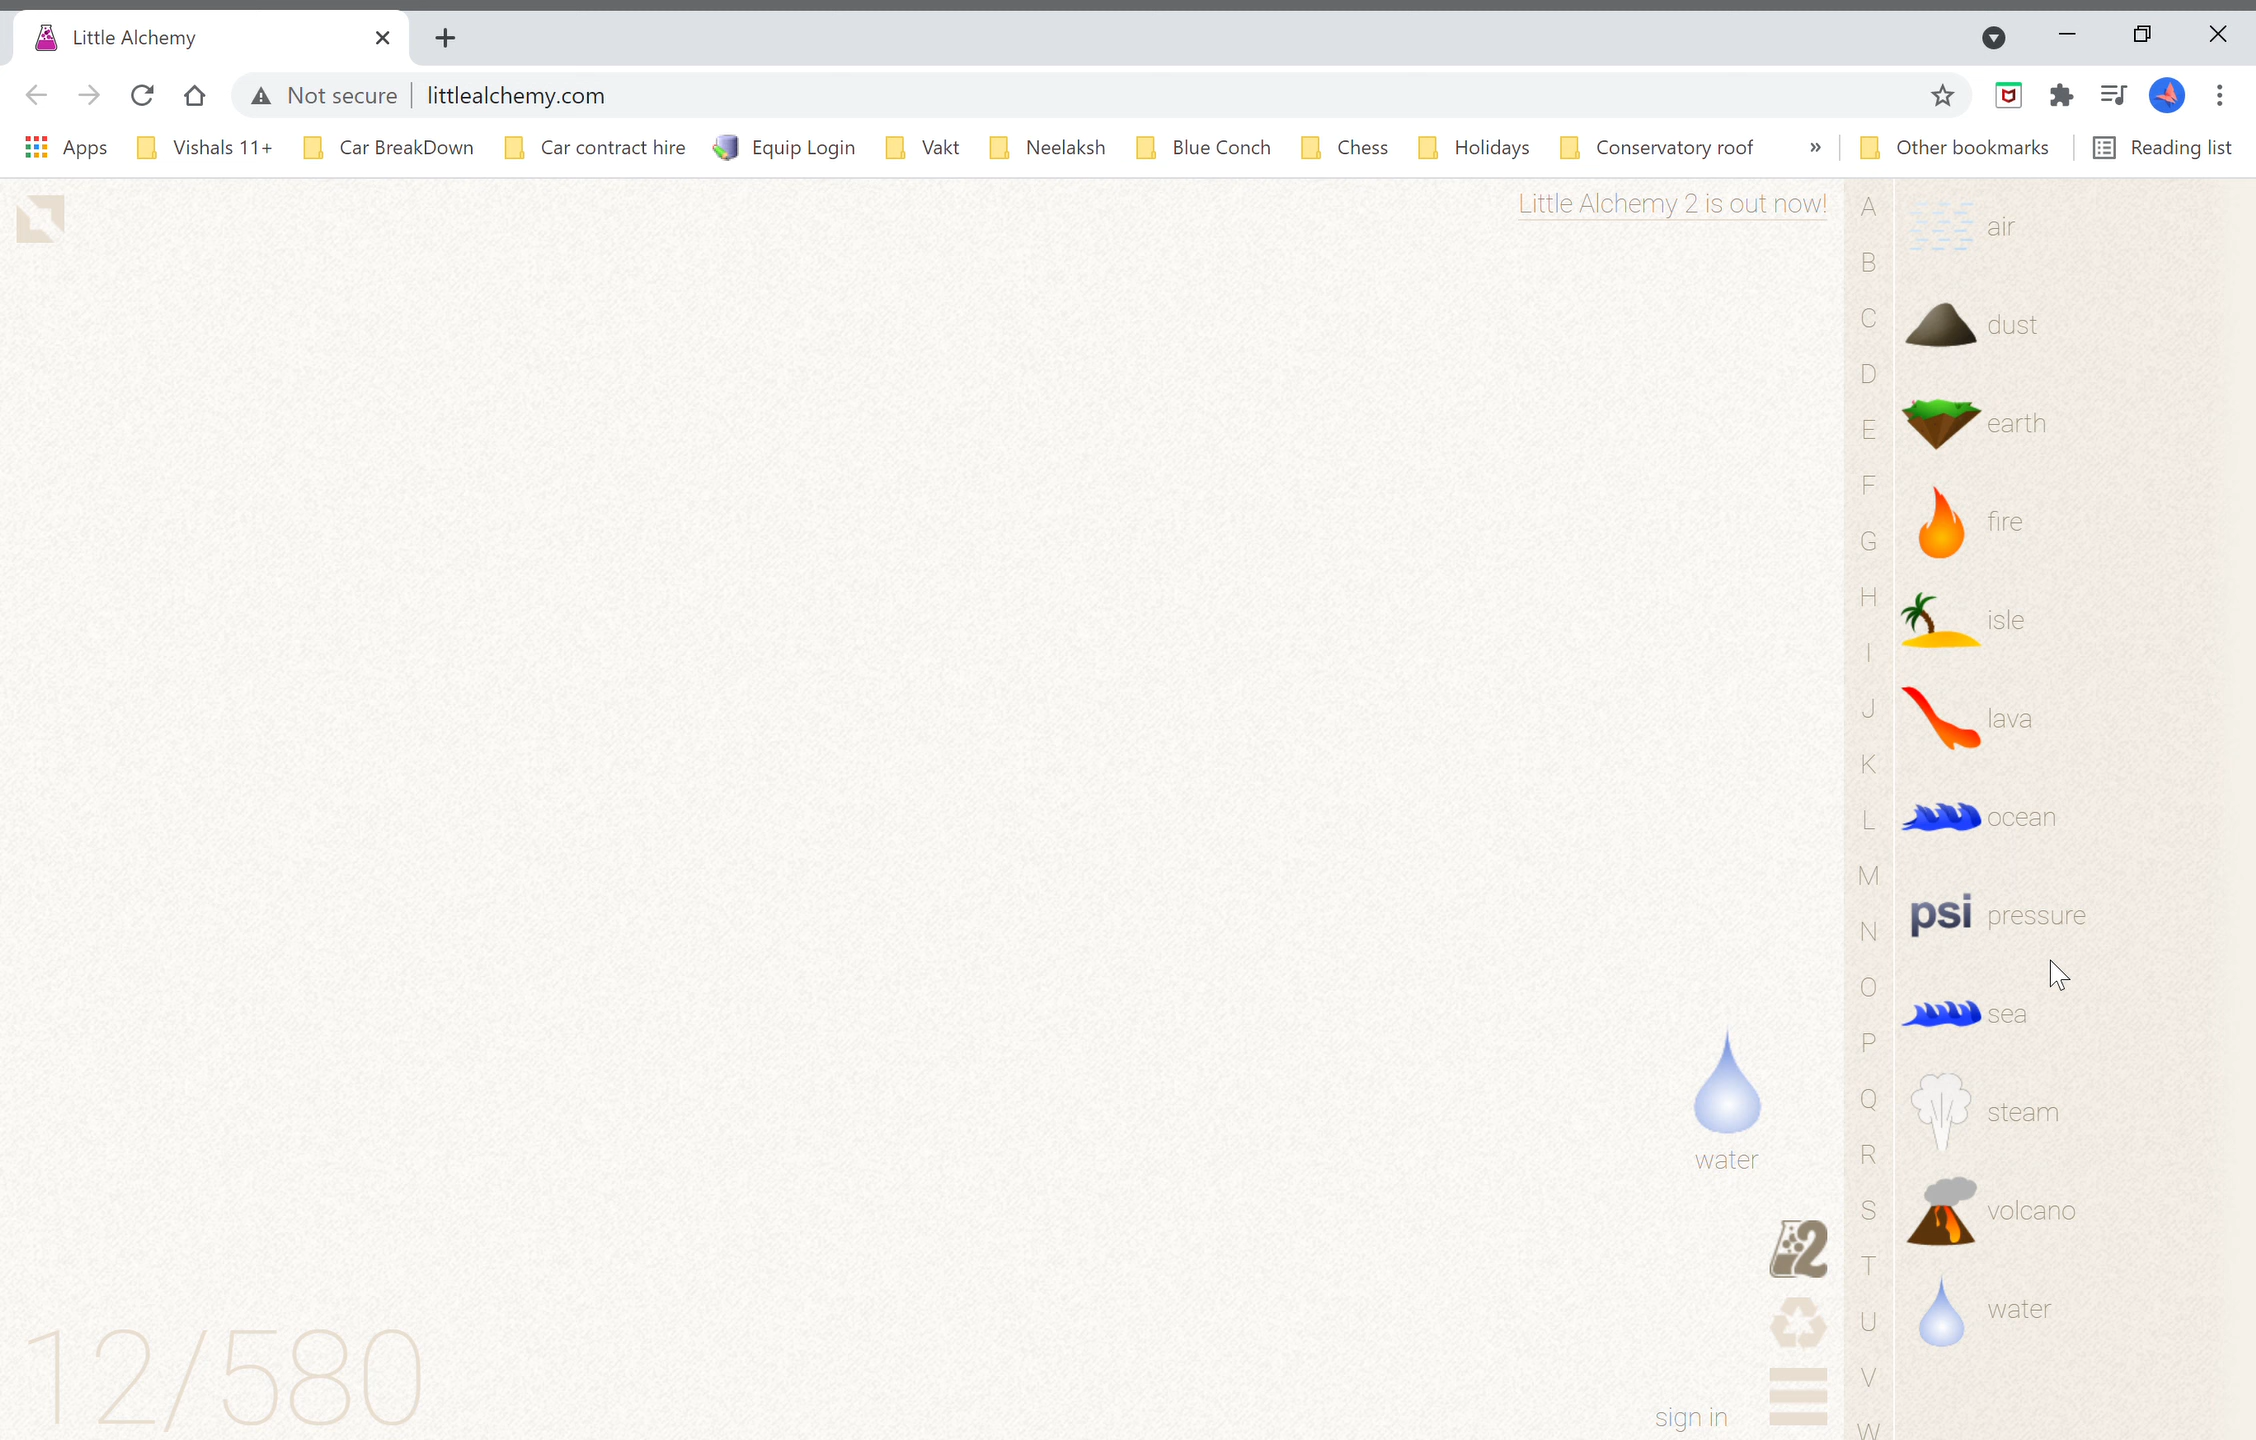 Little Alchemy
Not secure littlealchemy.com
Apps Vishals 11+ Car BreakDown Car contract hire Equip Login Vakt Neelaksh Blue Conch Chess Holidays Conservatory roof » Other bookmarks Reading list
Little Alchemy 2 is out now!
A
B
C
D
E
F
G
H
I
J
K
L
M
N
O
P
Q
R
S
T
U
V
W
air
dust
earth
fire
isle
lava
ocean
psi pressure
sea
steam
volcano
water
water
2
12/580
sign in